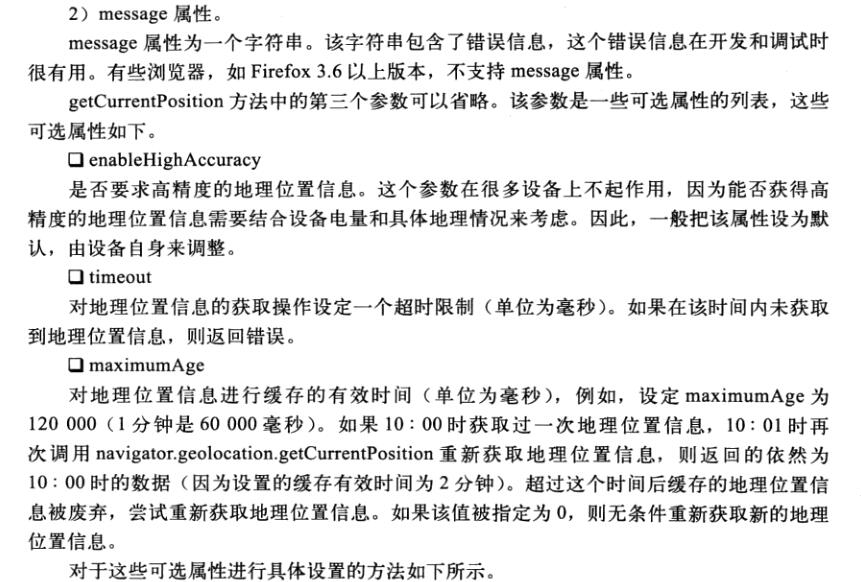 2）message 属性。
message 属性为一个字符串。该字符串包含了错误信息，这个错误信息在开发和调试时
很有用。有些浏览器，如 Firefox 3.6 以上版本，不支持 message 属性。
getCurrentPosition 方法中的第三个参数可以省略。该参数是一些可选属性的列表，这些
可选属性如下。
❑ enableHighAccuracy
是否要求高精度的地理位置信息。这个参数在很多设备上不起作用，因为能否获得高
精度的地理位置信息需要结合设备电量和具体地理情况来考虑。因此，一般把该属性设为默
认，由设备自身来调整。
❑ timeout
对地理位置信息的获取操作设定一个超时限制（单位为毫秒）。如果在该时间内未获取
到地理位置信息，则返回错误。
❑ maximumAge
对地理位置信息进行缓存的有效时间（单位为毫秒），例如，设定 maximumAge 为
120 000（1 分钟是 60 000 毫秒）。如果 10：00 时获取过一次地理位置信息，10：01 时再
次调用 navigator.geolocation.getCurrentPosition 重新获取地理位置信息，则返回的依然为
10：00 时的数据（因为设置的缓存有效时间为 2 分钟）。超过这个时间后缓存的地理位置信
息被废弃，尝试重新获取地理位置信息。如果该值被指定为 0，则无条件重新获取新的地理
位置信息。
对于这些可选属性进行具体设置的方法如下所示。